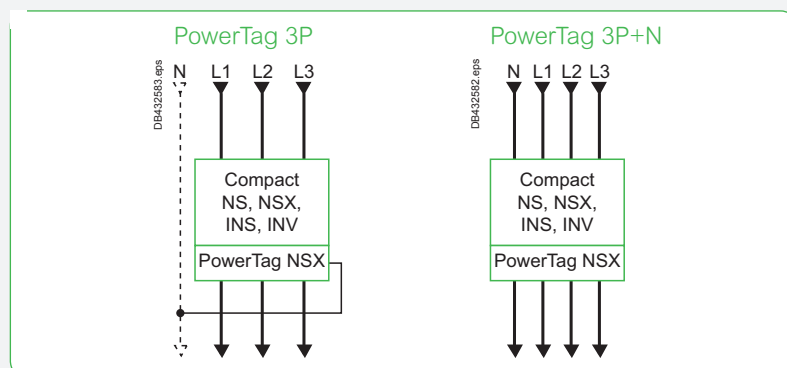 PowerTag 3P
DB432583.eps
N L1 L2 L3
Compact
NS, NSX,
INS, INV
PowerTag NSX
PowerTag 3P+N
DB432582.eps
N L1 L2 L3
Compact
NS, NSX,
INS, INV
PowerTag NSX